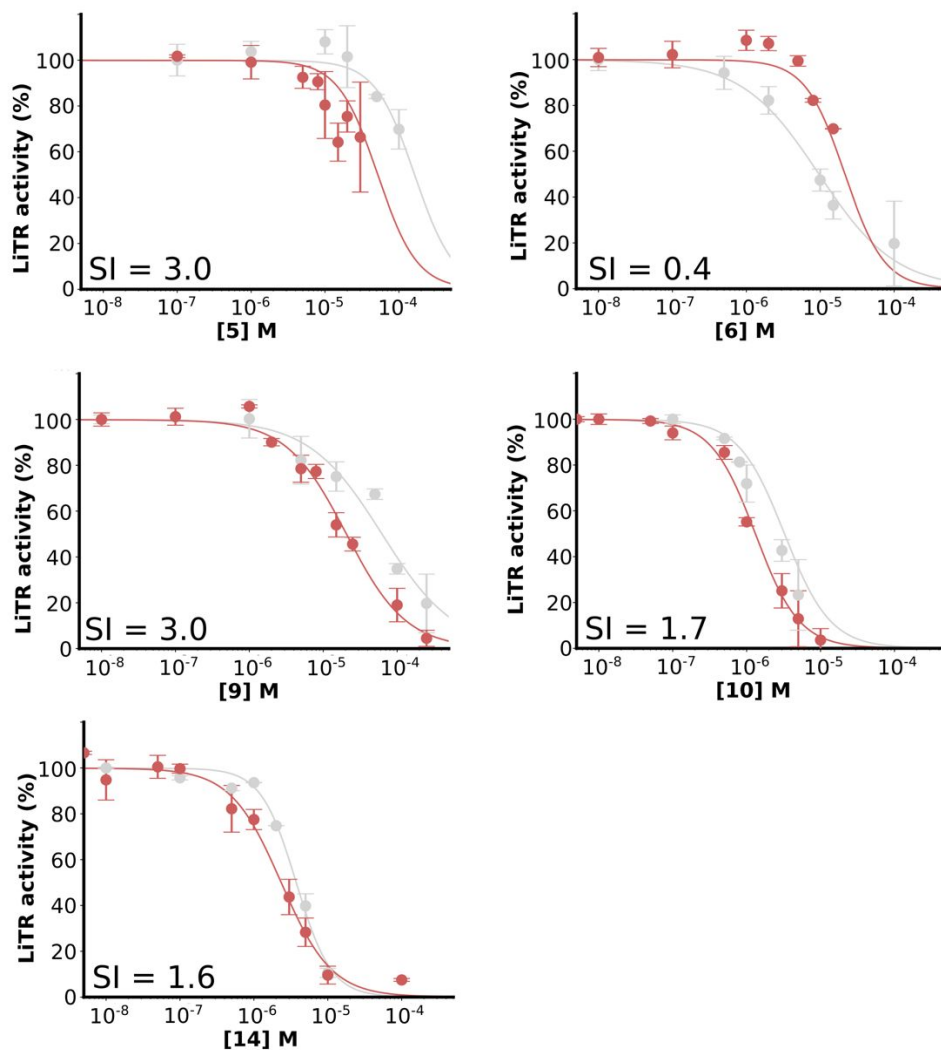 LiTR activity (%)
100
80
60
40
20
0
SI = 3.0
10⁻⁸ 10⁻⁷ 10⁻⁶ 10⁻⁵ 10⁻⁴
[5] M
LiTR activity (%)
100
80
60
40
20
0
SI = 0.4
10⁻⁸ 10⁻⁷ 10⁻⁶ 10⁻⁵ 10⁻⁴
[6] M
LiTR activity (%)
100
80
60
40
20
0
SI = 3.0
10⁻⁸ 10⁻⁷ 10⁻⁶ 10⁻⁵ 10⁻⁴
[9] M
LiTR activity (%)
100
80
60
40
20
0
SI = 1.7
10⁻⁸ 10⁻⁷ 10⁻⁶ 10⁻⁵ 10⁻⁴
[10] M
LiTR activity (%)
100
80
60
40
20
0
SI = 1.6
10⁻⁸ 10⁻⁷ 10⁻⁶ 10⁻⁵ 10⁻⁴
[14] M